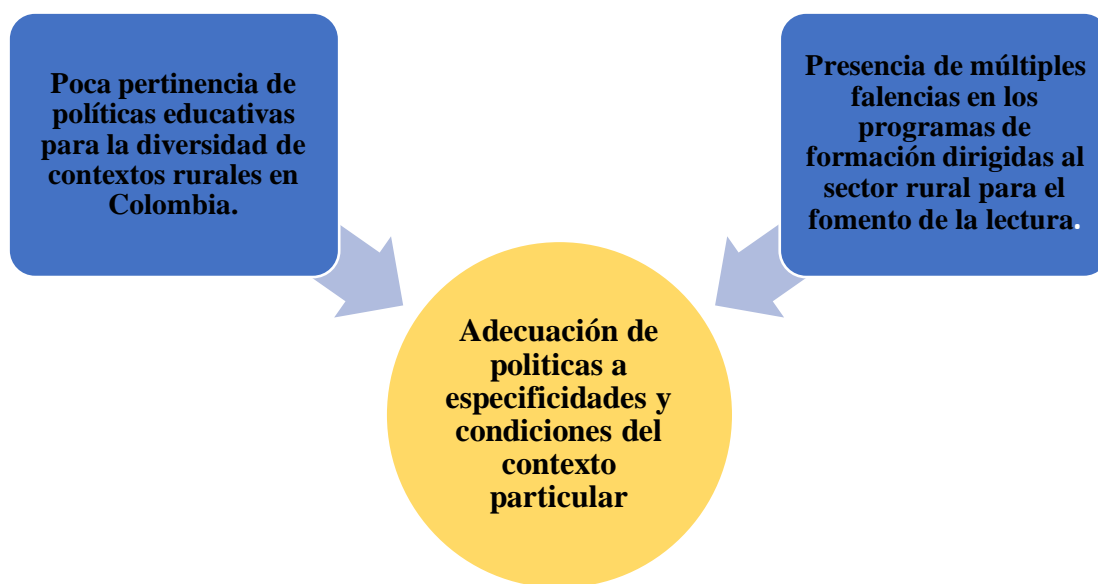 Poca pertinencia de
políticas educativas
para la diversidad de
contextos rurales en
Colombia.
Presencia de múltiples
falencias en los
programas de
formación dirigidas al
sector rural para el
fomento de la lectura.
Adecuación de
politicas a
especificidades y
condiciones del
contexto
particular